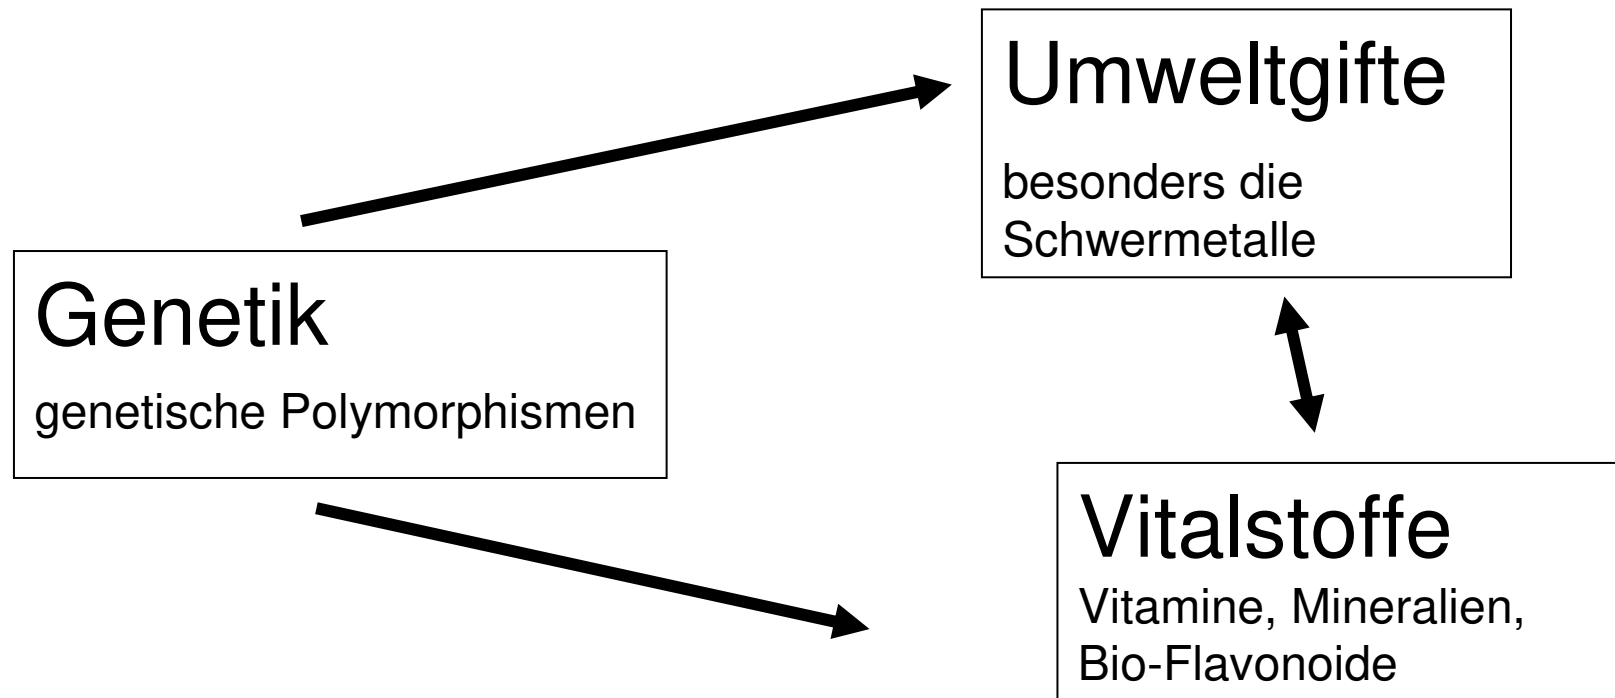 Umweltgifte
besonders die
Schwermetalle
Genetik
genetische Polymorphismen
Vitalstoffe
Vitamine, Mineralien,
Bio-Flavonoide